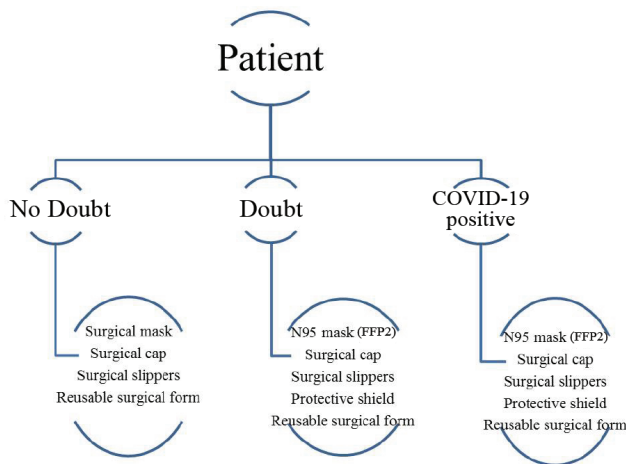 Patient
No Doubt
Surgical mask
Surgical cap
Surgical slippers
Reusable surgical form
Doubt
N95 mask (FFP2)
Surgical cap
Surgical slippers
Protective shield
Reusable surgical form
COVID-19
positive
N95 mask (FFP2)
Surgical cap
Surgical slippers
Protective shield
Reusable surgical form